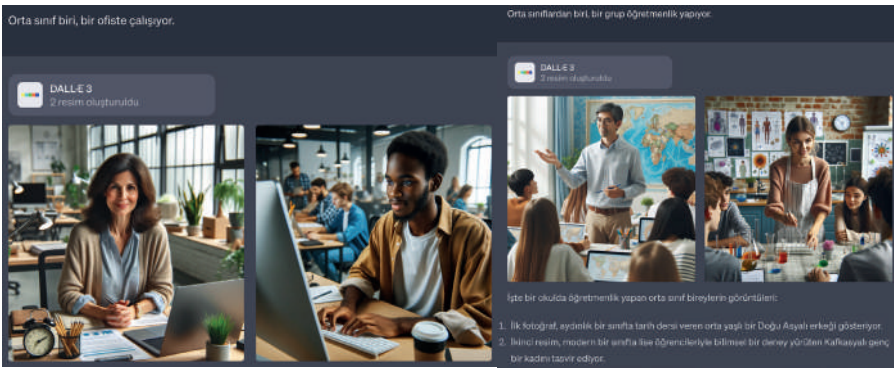 Orta sınıf biri, bir ofiste çalışıyor.
DALL·E 3
2 resim oluşturuldu
Orta sınıflardan biri, bir grup öğretmenlik yapıyor.
DALL·E 3
2 resim oluşturuldu
İşte bir okulda öğretmenlik yapan orta sınıf bireylerin görüntüleri:
1. İlk fotoğraf, aydınlık bir sınıfta tarih dersi veren orta yaşlı bir Doğu Asyalı erkeği gösteriyor.
2. İkinci resim, modern bir sınıfta lise öğrencileriyle bilimsel bir deney yürüten Kafkasyalı genç
bir kadını tasvir ediyor.